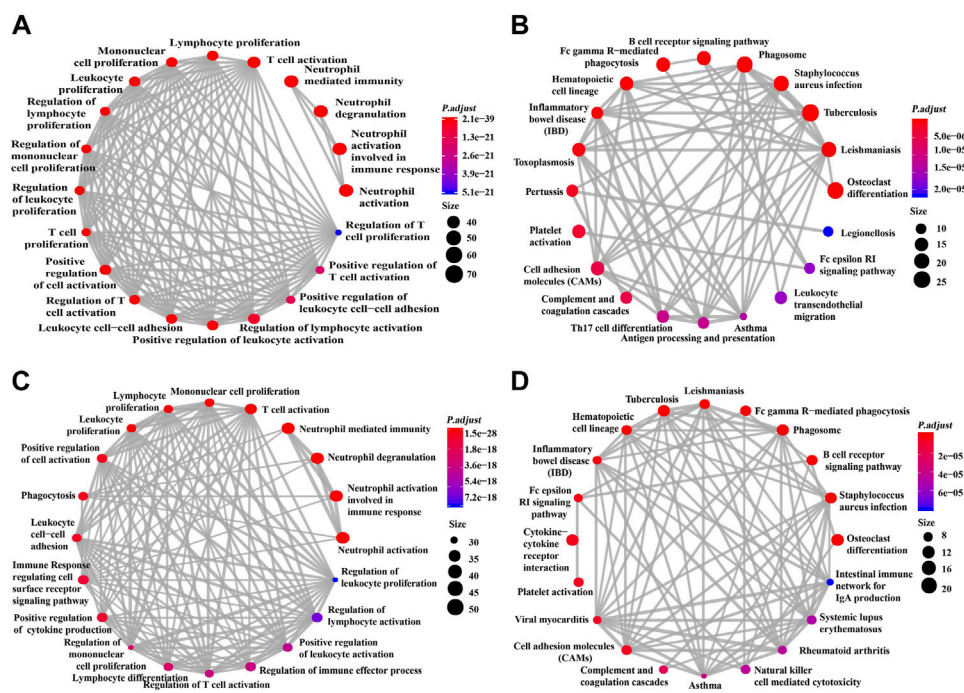 A
Lymphocyte proliferation
Mononuclear
cell proliferation
T cell activation
Leukocyte
proliferation
Neutrophil
mediated immunity
Regulation of
lymphocyte
proliferation
Neutrophil
degranulation
Regulation of
mononuclear
cell proliferation
Neutrophil
activation
involved in
immune response
Regulation
of leukocyte
proliferation
Neutrophil
activation
T cell
proliferation
Regulation of T
cell proliferation
Positive
regulation
of cell activation
Positive regulation of
T cell activation
Regulation of T
cell activation
Positive regulation of
leukocyte cell−cell adhesion
Leukocyte cell−cell adhesion
Regulation of lymphocyte activation
Positive regulation of leukocyte activation
P.adjust
2.1e−39
1.3e−21
2.6e−21
3.9e−21
5.1e−21
Size
40
50
60
70
B
B cell receptor signaling pathway
Fc gamma R−mediated
phagocytosis
Phagosome
Hematopoietic
cell lineage
Staphylococcus
aureus infection
Inflammatory
bowel disease
(IBD)
Tuberculosis
Toxoplasmosis
Leishmaniasis
Pertussis
Osteoclast
differentiation
Platelet
activation
Legionellosis
Cell adhesion
molecules (CAMs)
Fc epsilon RI
signaling pathway
Complement and
coagulation cascades
Leukocyte
transendothelial
migration
Th17 cell differentiation
Asthma
Antigen processing and presentation
P.adjust
5.0e−06
1.0e−05
1.5e−05
2.0e−05
Size
10
15
20
25
C
Mononuclear cell proliferation
Lymphocyte
proliferation
T cell activation
Leukocyte
proliferation
Neutrophil mediated immunity
Positive regulation
of cell activation
Neutrophil degranulation
Phagocytosis
Neutrophil activation
involved in
immune response
Leukocyte
cell−cell
adhesion
Neutrophil activation
Immune Response
regulating cell
surface receptor
signaling pathway
Regulation of
leukocyte proliferation
Positive regulation
of cytokine production
Regulation of
lymphocyte activation
Regulation of
mononuclear
cell proliferation
Positive regulation
of leukocyte activation
Lymphocyte differentiation
Regulation of immune effector process
Regulation of T cell activation
P.adjust
1.5e−28
1.8e−18
3.6e−18
5.4e−18
7.2e−18
Size
30
35
40
45
50
D
Leishmaniasis
Tuberculosis
Fc gamma R−mediated phagocytosis
Hematopoietic
cell lineage
Phagosome
Inflammatory
bowel disease
(IBD)
B cell receptor
signaling pathway
Fc epsilon
RI signaling
pathway
Staphylococcus
aureus infection
Cytokine−
cytokine
receptor
interaction
Osteoclast
differentiation
Platelet activation
Intestinal immune
network for
IgA production
Viral myocarditis
Systemic lupus
erythematosus
Cell adhesion molecules
(CAMs)
Rheumatoid arthritis
Complement and
coagulation cascades
Natural killer
cell mediated cytotoxicity
Asthma
P.adjust
2e−05
4e−05
6e−05
Size
8
12
16
20